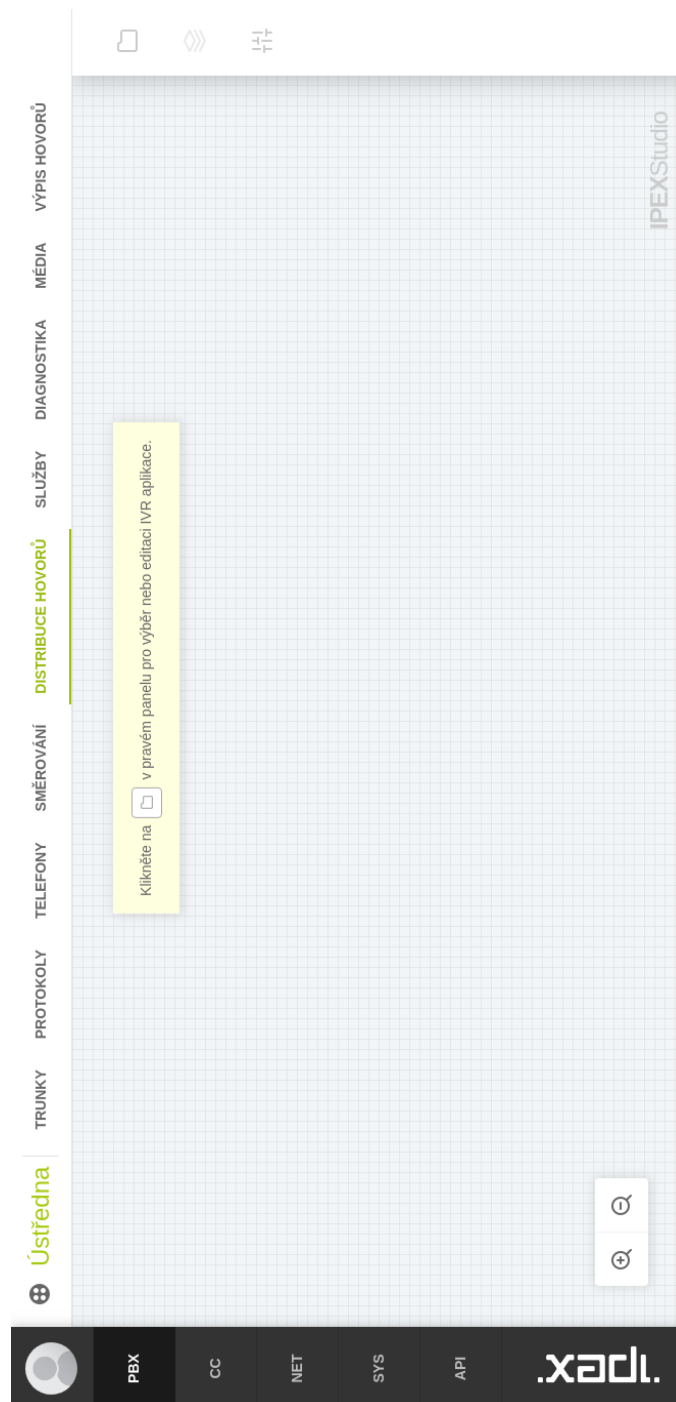 Ústředna
TRUNKY
PROTOKOLY
TELEFONY
SMĚROVÁNÍ
DISTRIBUCE HOVORŮ
SLUŽBY
DIAGNOSTIKA
MÉDIA
VÝPIS HOVORŮ
PBX
CC
NET
SYS
API
.ipex.
Klikněte na v pravém panelu pro výběr nebo editaci IVR aplikace.
IPEXStudio